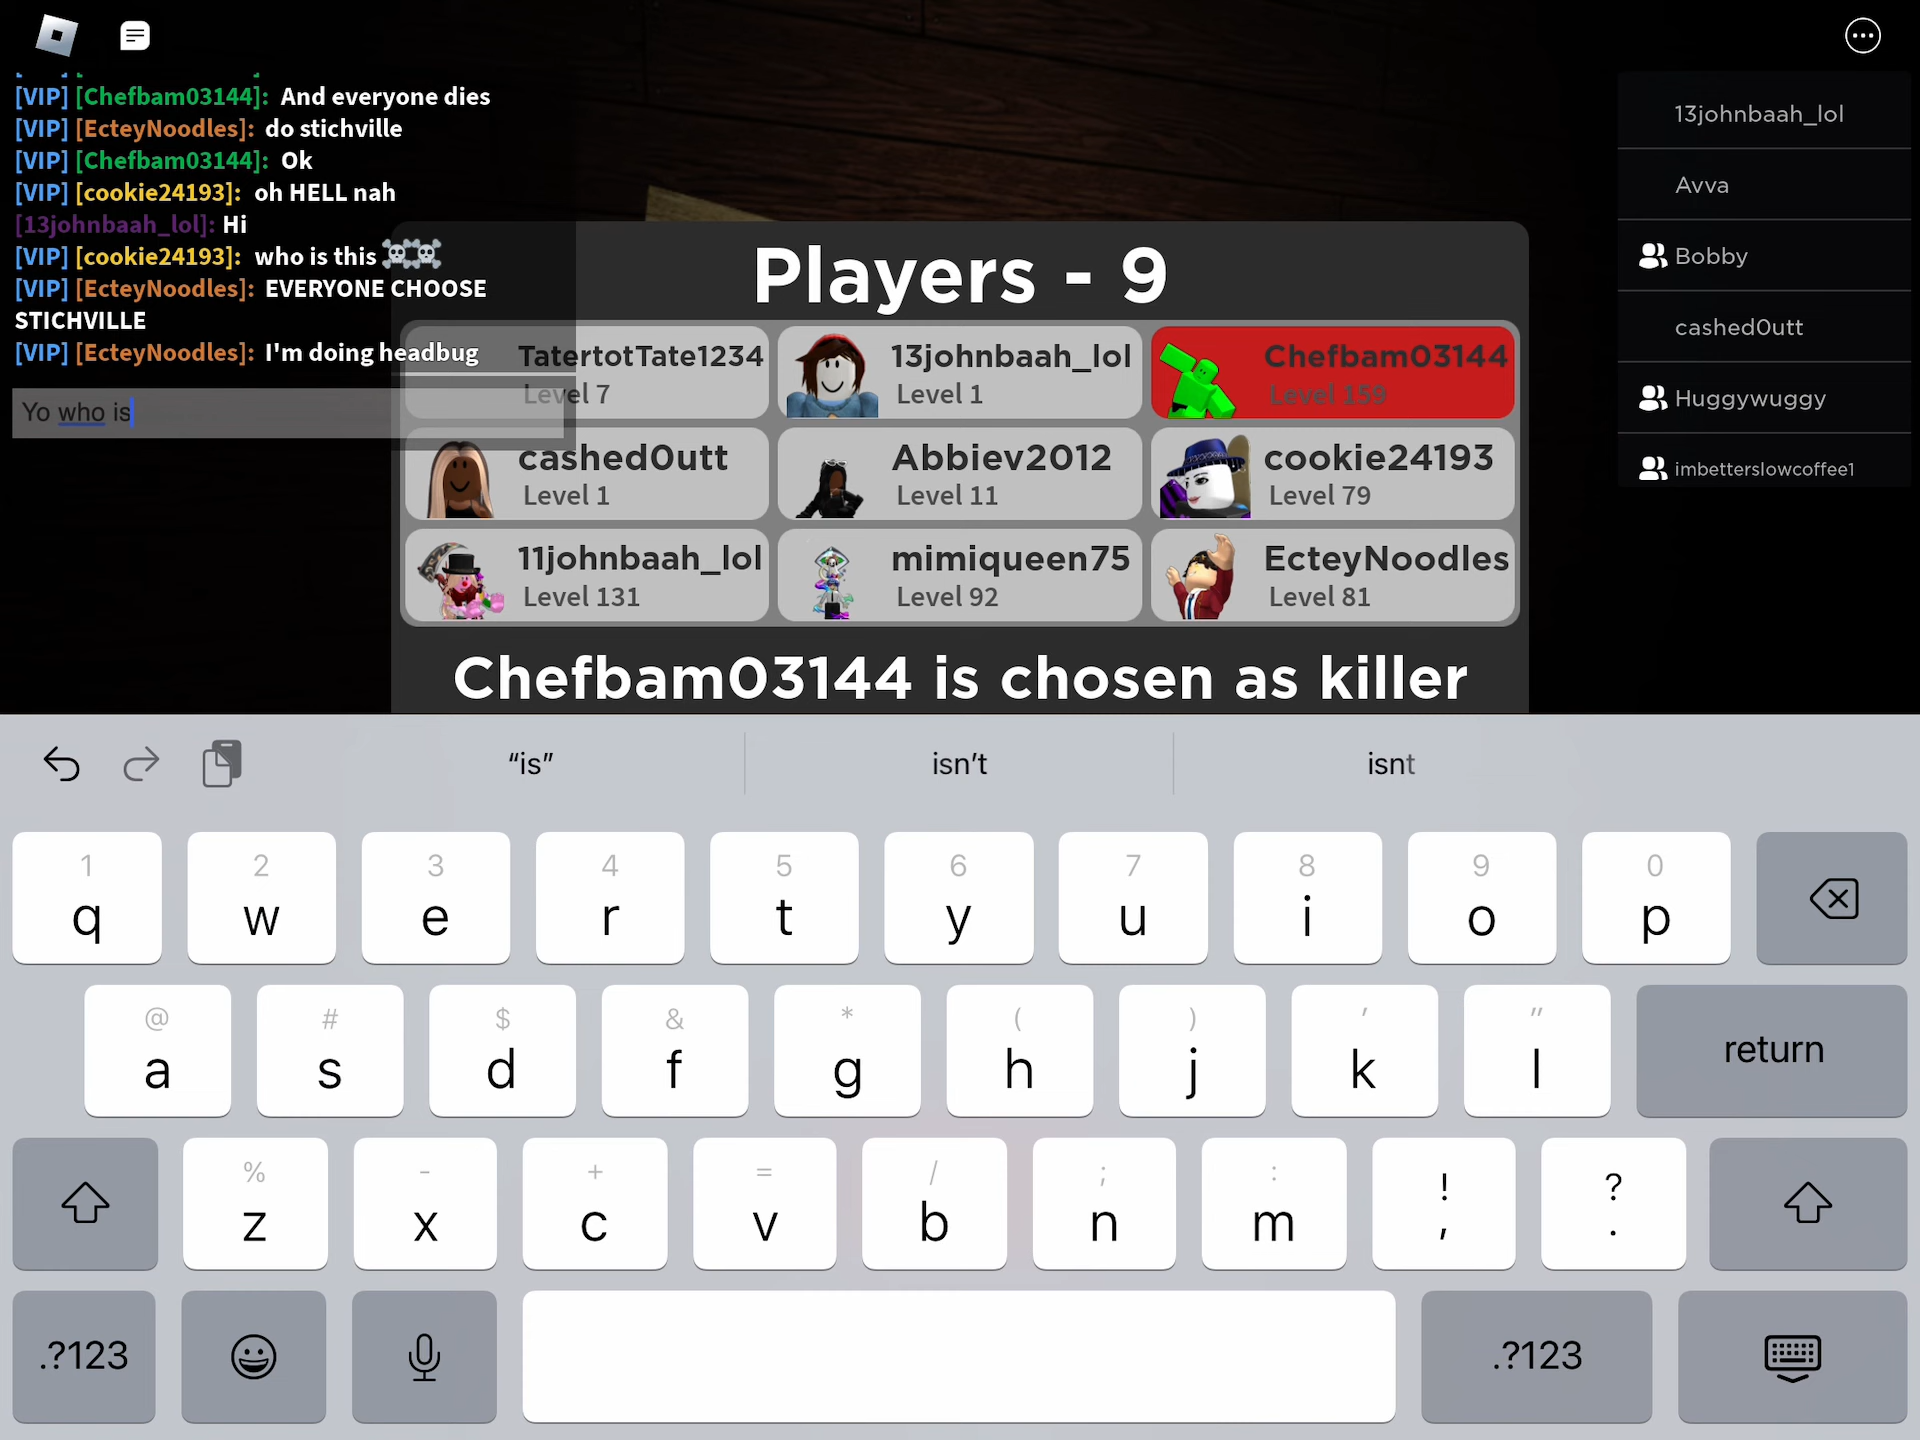 [VIP] [Chefbam03144]: And everyone dies
[VIP] [EcteyNoodles]: do stichville
[VIP] [Chefbam03144]: Ok
[VIP] [cookie24193]: oh HELL nah
[13johnbaah_lol]: Hi
[VIP] [cookie24193]: who is this ☠️☠️
[VIP] [EcteyNoodles]: EVERYONE CHOOSE
STICHVILLE
[VIP] [EcteyNoodles]: I'm doing headbug
Yo who is
13johnbaah_lol
Avva
Bobby
cashed0utt
Huggywuggy
imbetterslowcoffee1
Players - 9
TatertotTate1234
Level 7
13johnbaah_lol
Level 1
Chefbam03144
Level 159
cashed0utt
Level 1
Abbiev2012
Level 11
cookie24193
Level 79
11johnbaah_lol
Level 131
mimiqueen75
Level 92
EcteyNoodles
Level 81
Chefbam03144 is chosen as killer
“is” isn’t isnt
1 2 3 4 5 6 7 8 9 0
q w e r t y u i o p
@ # $ & * ( ) ' "
a s d f g h j k l return
% - + = / ; : ! ?
z x c v b n m , .
.?123 .?123